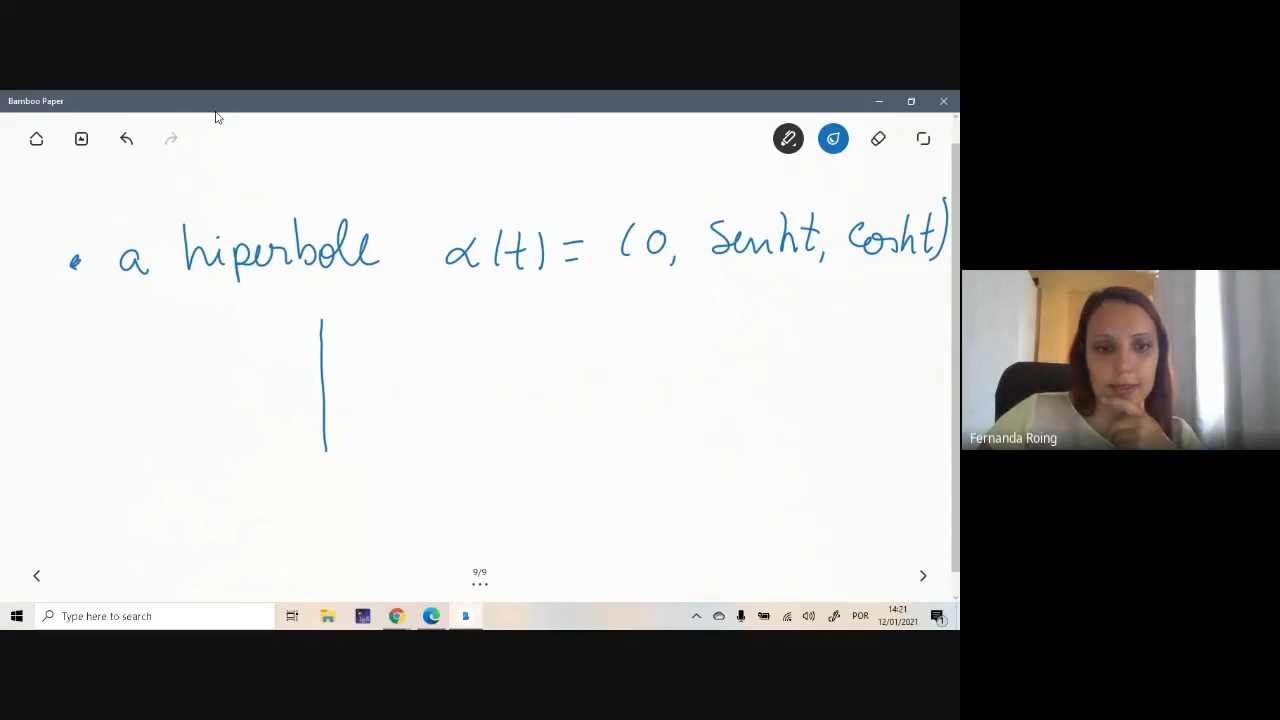 Bamboo Paper
• a hiperbole α(t) = (0, senht, cosht)
Fernanda Roing
9/9
Type here to search
POR
14:21
12/01/2021
1